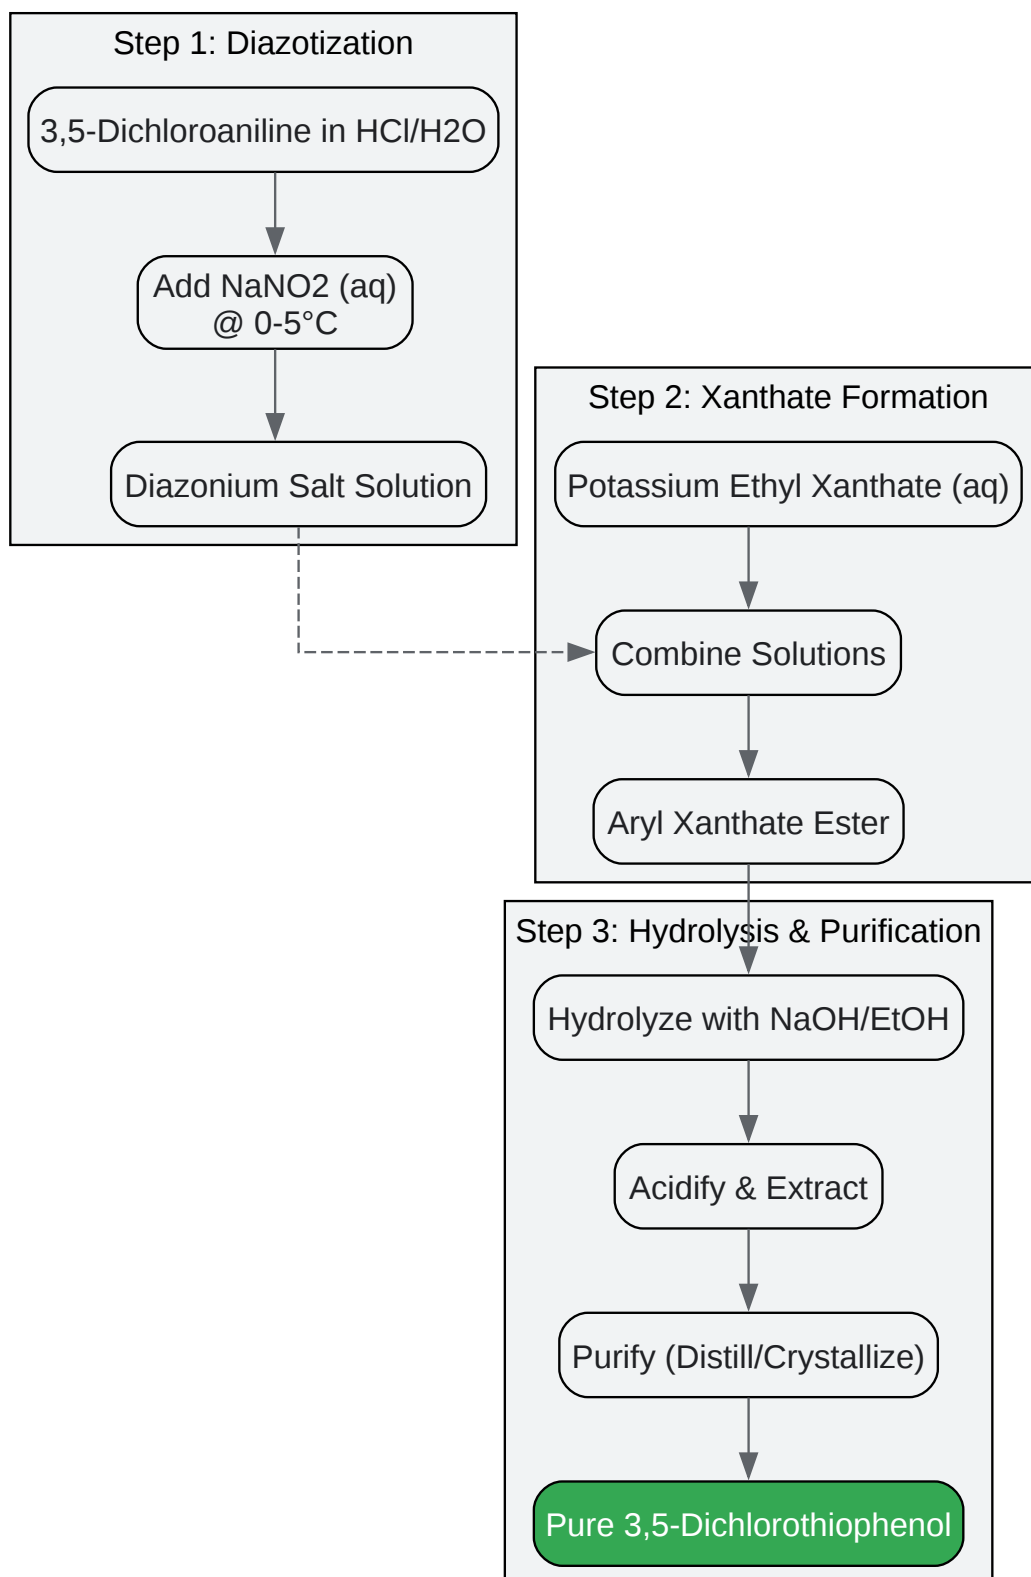 Step 1: Diazotization
3,5-Dichloroaniline in HCl/H2O
Add NaNO2 (aq)
@ 0-5°C
Diazonium Salt Solution
Step 2: Xanthate Formation
Potassium Ethyl Xanthate (aq)
Combine Solutions
Aryl Xanthate Ester
Step 3: Hydrolysis & Purification
Hydrolyze with NaOH/EtOH
Acidify & Extract
Purify (Distill/Crystallize)
Pure 3,5-Dichlorothiophenol